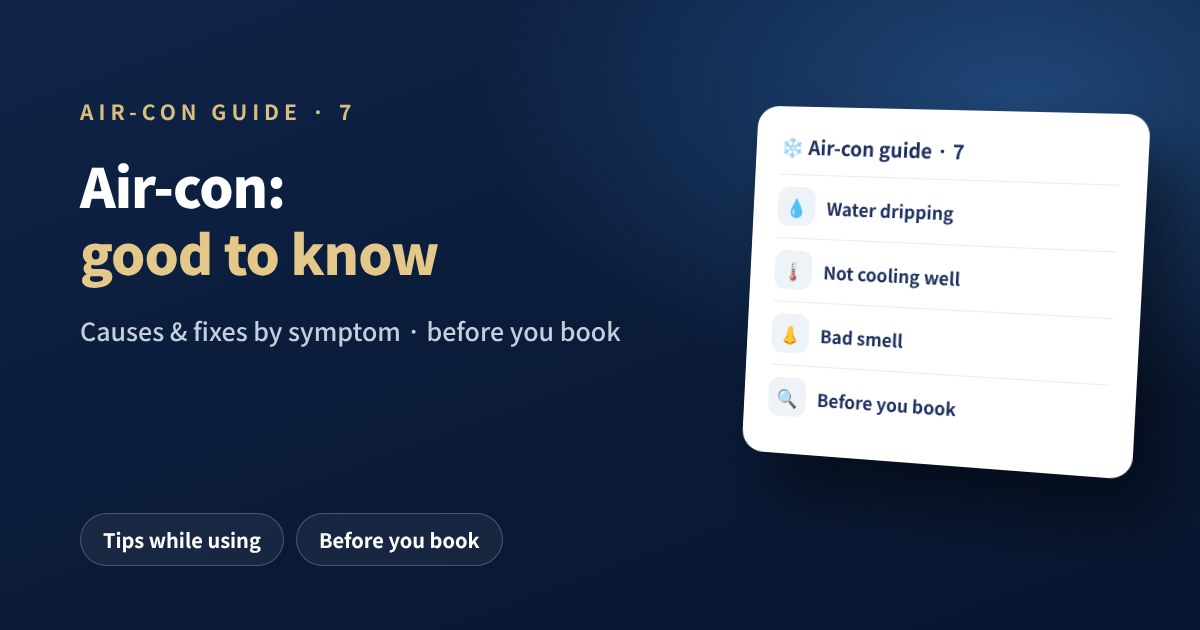 AIR-CON GUIDE · 7
Air-con:
good to know
Causes & fixes by symptom · before you book
Tips while using
Before you book
❄️ Air-con guide · 7
💧 Water dripping
🌡️ Not cooling well
👃 Bad smell
🔍 Before you book